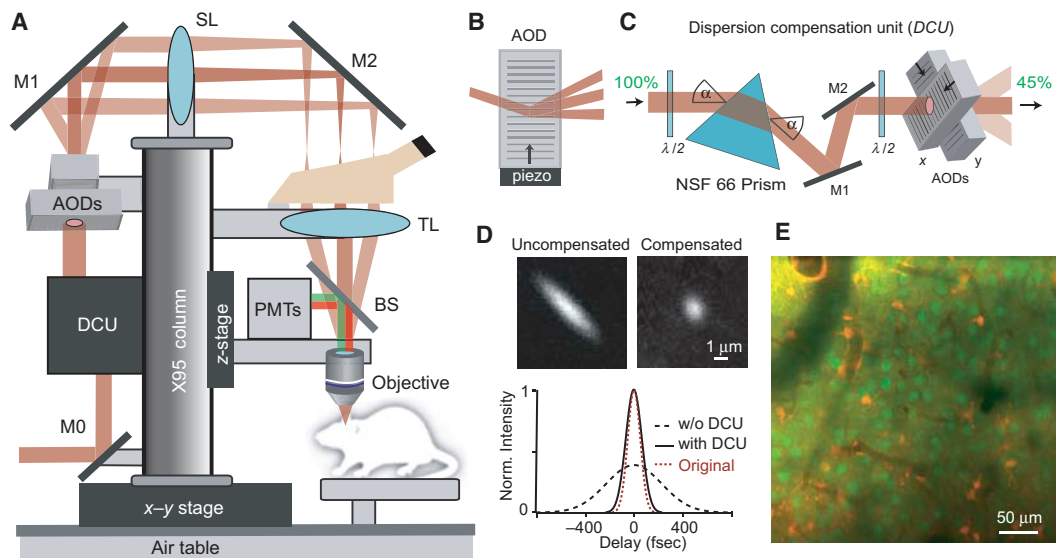 A
SL
M1
M2
AODs
TL
DCU
X95 column
z-stage
PMTs
BS
Objective
M0
x–y stage
Air table
B
AOD
piezo
C
Dispersion compensation unit (DCU)
100%
α
α
λ/2
NSF 66 Prism
M2
M1
λ/2
x
y
AODs
45%
D
Uncompensated
Compensated
1 μm
Norm. Intensity
1
0
w/o DCU
with DCU
Original
−400
0
400
Delay (fsec)
E
50 μm